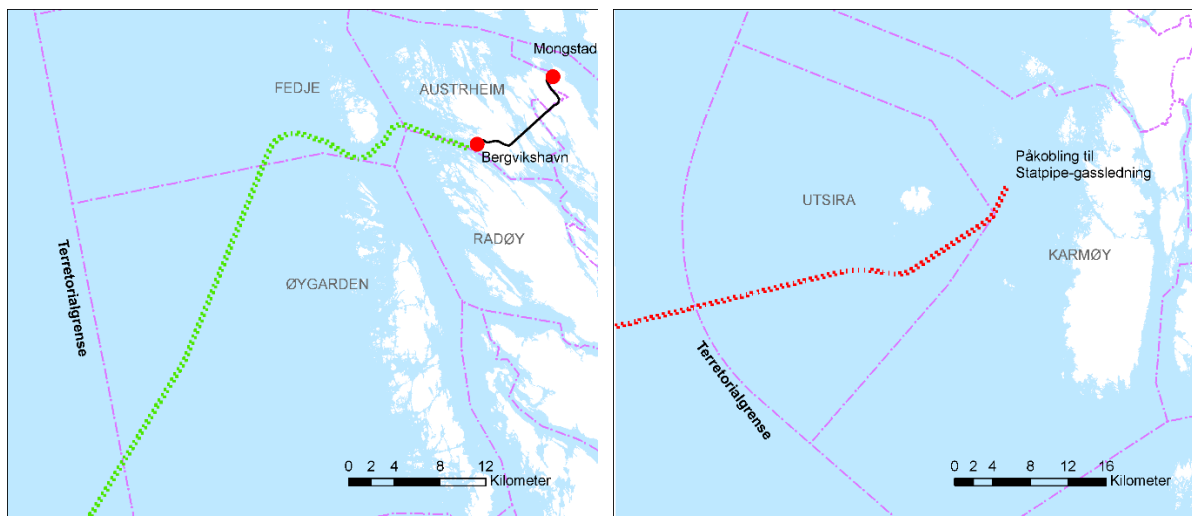 Mongstad
FEDJE
AUSTRHEIM
Bergvikshavn
RADØY
Terretorialgrense
ØYGARDEN
0 2 4 8 12
Kilometer
Påkobling til
Statpipe-gassledning
UTSIRA
KARMØY
Terretorialgrense
0 2 4 8 12 16
Kilometer